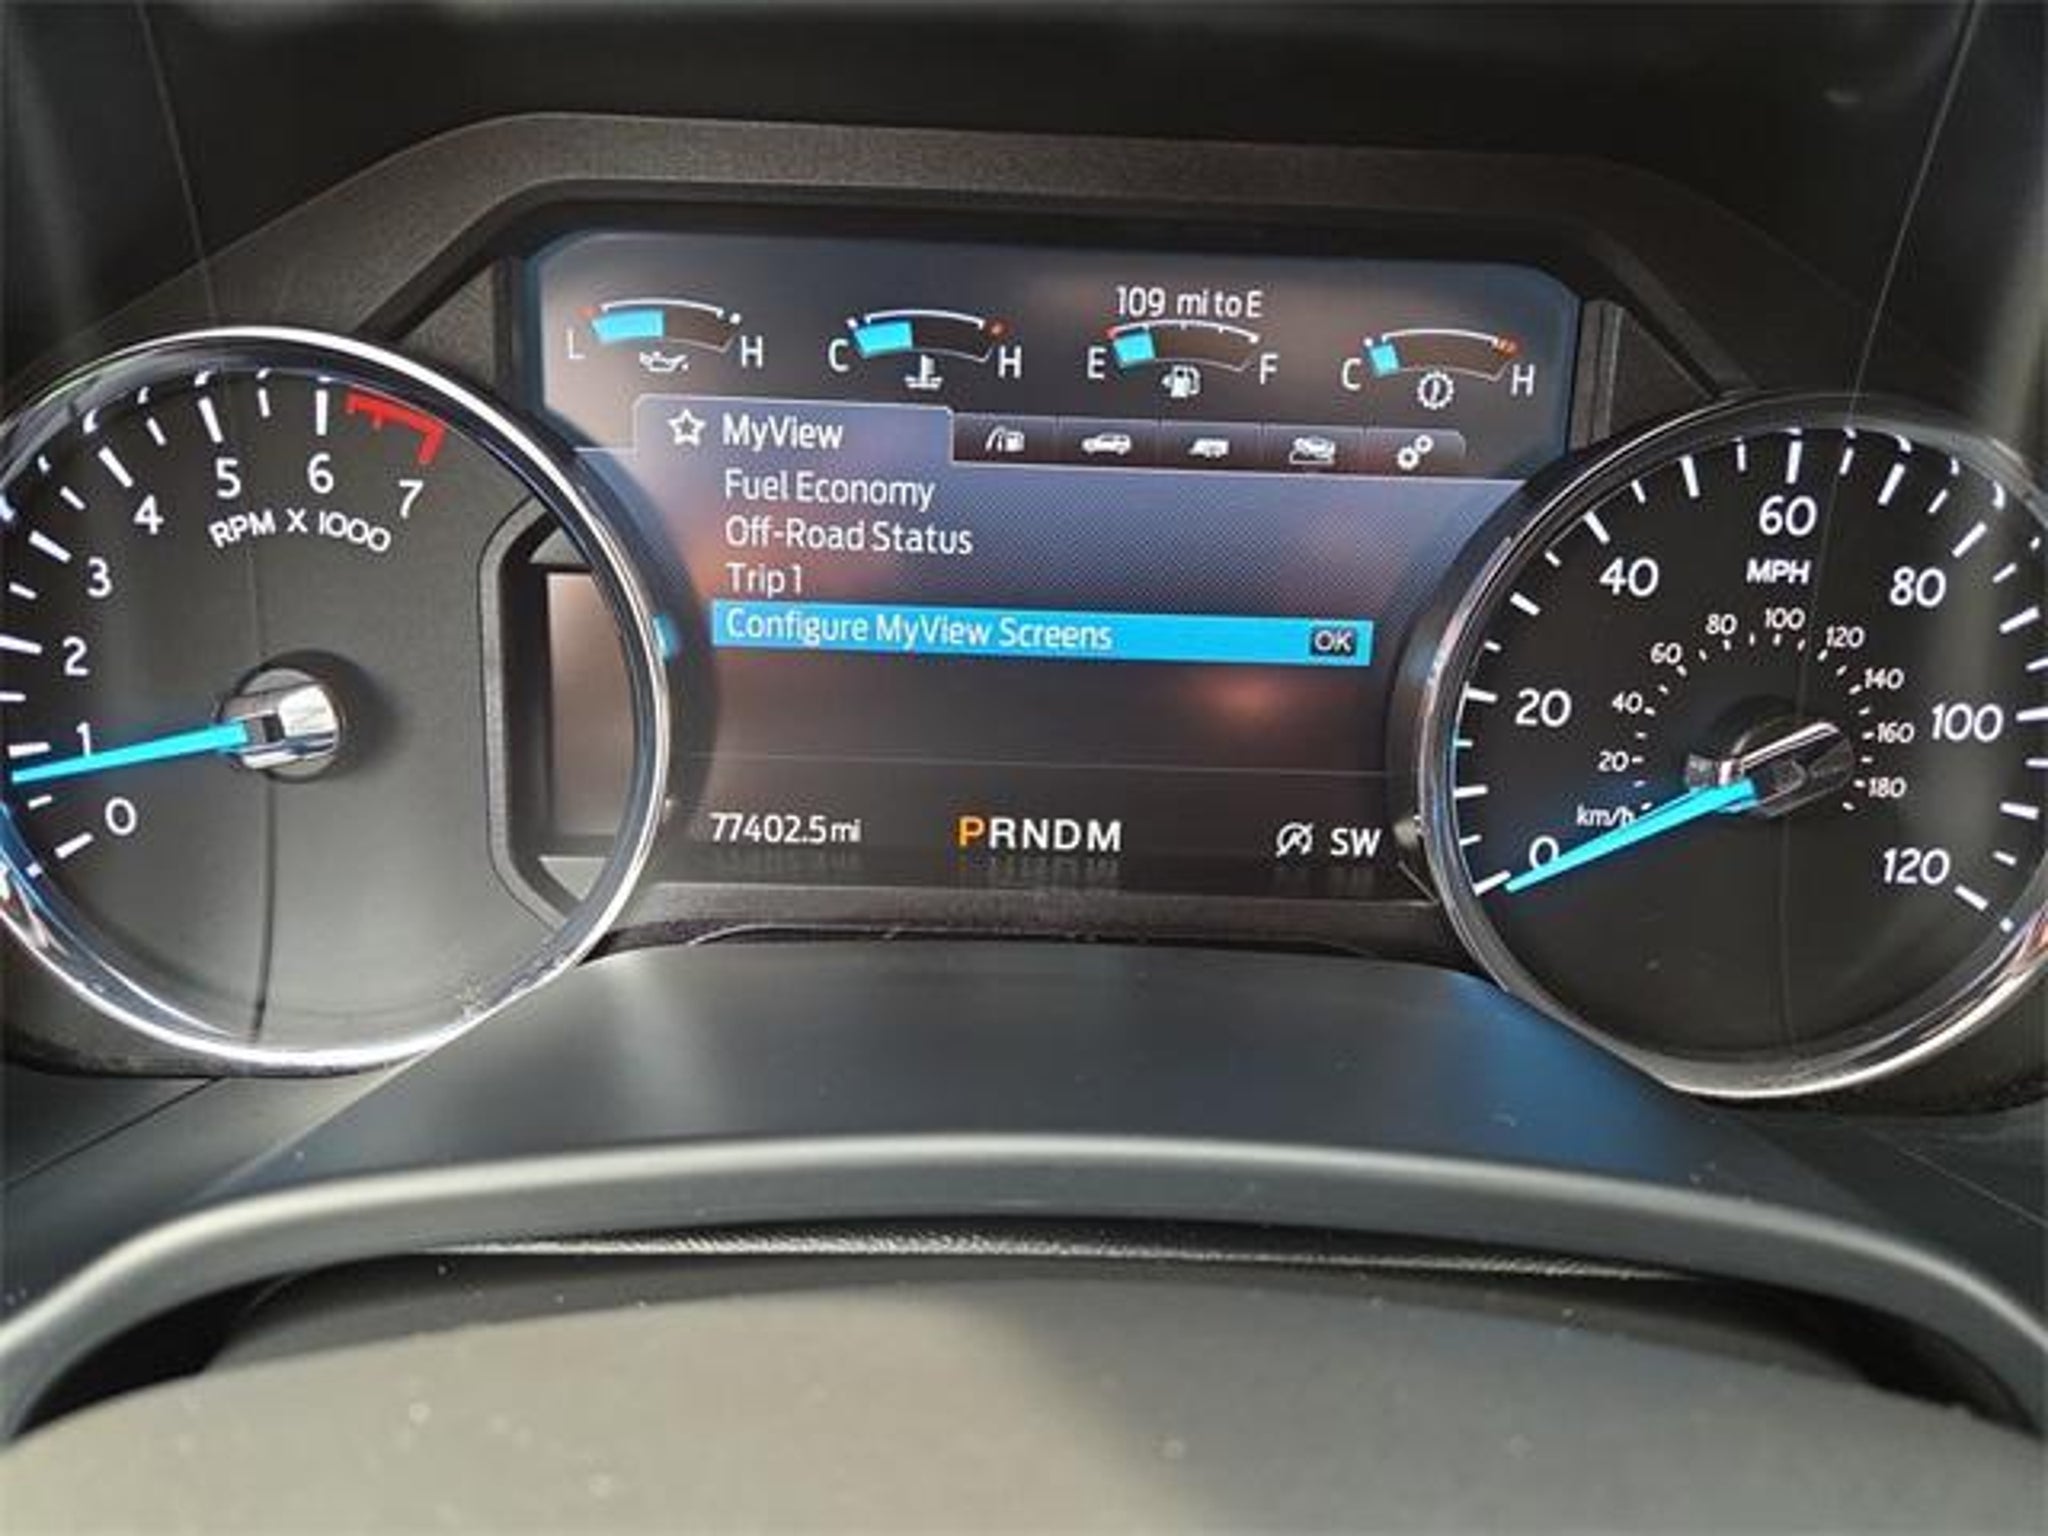 109 mi to E
L H
C H
E F
C H
MyView
Fuel Economy
Off-Road Status
Trip 1
Configure MyView Screens OK
77402.5 mi
PRNDM
SW
0
1
2
3
4
5
6
7
RPM X 1000
0
20
40
60
80
100
120
MPH
km/h
20
40
60
80
100
120
140
160
180